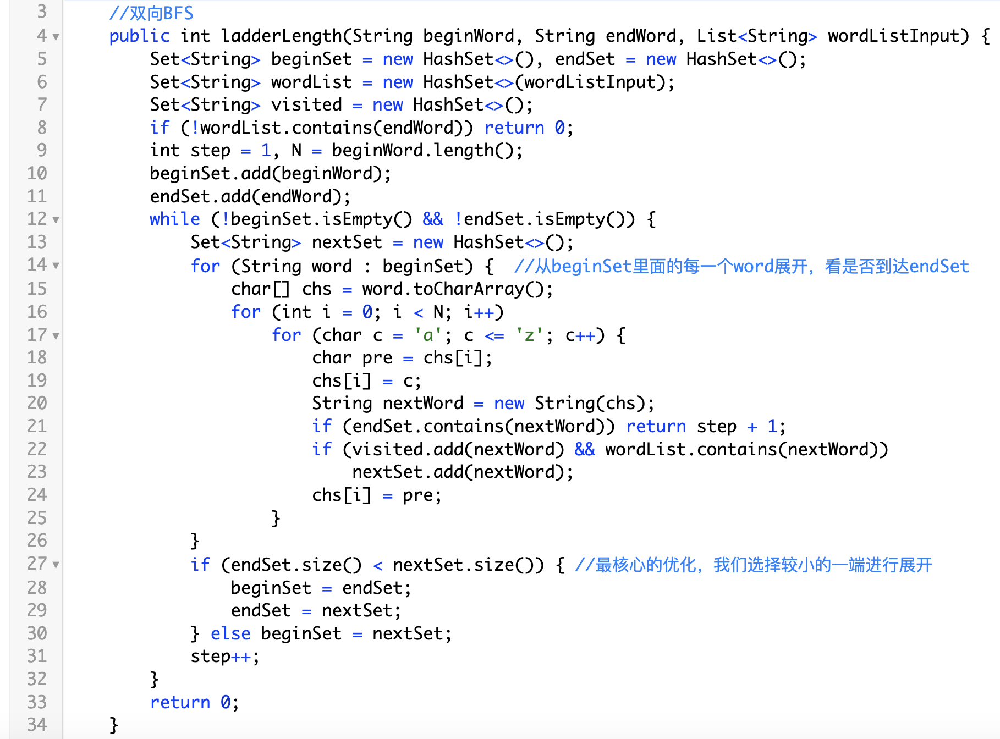 3 //双向BFS
4 ▼ public int ladderLength(String beginWord, String endWord, List<String> wordListInput) {
5 Set<String> beginSet = new HashSet<>(), endSet = new HashSet<>();
6 Set<String> wordList = new HashSet<>(wordListInput);
7 Set<String> visited = new HashSet<>();
8 if (!wordList.contains(endWord)) return 0;
9 int step = 1, N = beginWord.length();
10 beginSet.add(beginWord);
11 endSet.add(endWord);
12 ▼ while (!beginSet.isEmpty() && !endSet.isEmpty()) {
13 Set<String> nextSet = new HashSet<>();
14 ▼ for (String word : beginSet) { //从beginSet里面的每一个word展开，看是否到达endSet
15 char[] chs = word.toCharArray();
16 for (int i = 0; i < N; i++)
17 ▼ for (char c = 'a'; c <= 'z'; c++) {
18 char pre = chs[i];
19 chs[i] = c;
20 String nextWord = new String(chs);
21 if (endSet.contains(nextWord)) return step + 1;
22 if (visited.add(nextWord) && wordList.contains(nextWord))
23 nextSet.add(nextWord);
24 chs[i] = pre;
25 }
26 }
27 ▼ if (endSet.size() < nextSet.size()) { //最核心的优化，我们选择较小的一端进行展开
28 beginSet = endSet;
29 endSet = nextSet;
30 } else beginSet = nextSet;
31 step++;
32 }
33 return 0;
34 }